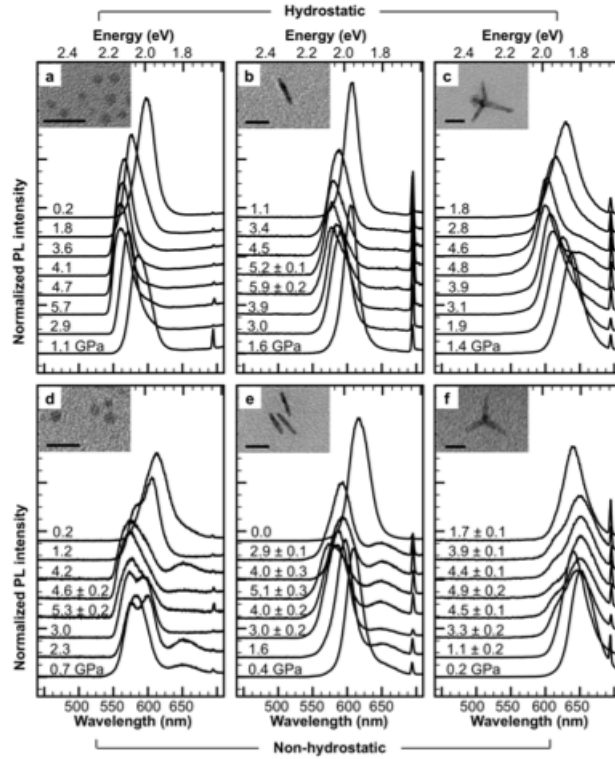 Hydrostatic
Energy (eV)
Energy (eV)
Energy (eV)
2.4 2.2 2.0 1.8
2.4 2.2 2.0 1.8
2.4 2.2 2.0 1.8
Normalized PL intensity
a
0.2
1.8
3.6
4.1
4.7
5.7
2.9
1.1 GPa
b
1.1
3.4
4.5
5.2 ± 0.1
5.9 ± 0.2
3.9
3.0
1.6 GPa
c
1.8
2.8
4.6
4.8
3.9
3.1
1.9
1.4 GPa
Normalized PL intensity
d
0.2
1.2
4.2
4.6 ± 0.2
5.3 ± 0.2
3.0
2.3
0.7 GPa
e
0.0
2.9 ± 0.1
4.0 ± 0.3
5.1 ± 0.3
4.0 ± 0.2
3.0 ± 0.2
1.6
0.4 GPa
f
1.7 ± 0.1
3.9 ± 0.1
4.4 ± 0.1
4.9 ± 0.2
4.5 ± 0.1
3.3 ± 0.2
1.1 ± 0.2
0.2 GPa
500 550 600 650
500 550 600 650
500 550 600 650
Wavelength (nm)
Wavelength (nm)
Wavelength (nm)
Non-hydrostatic